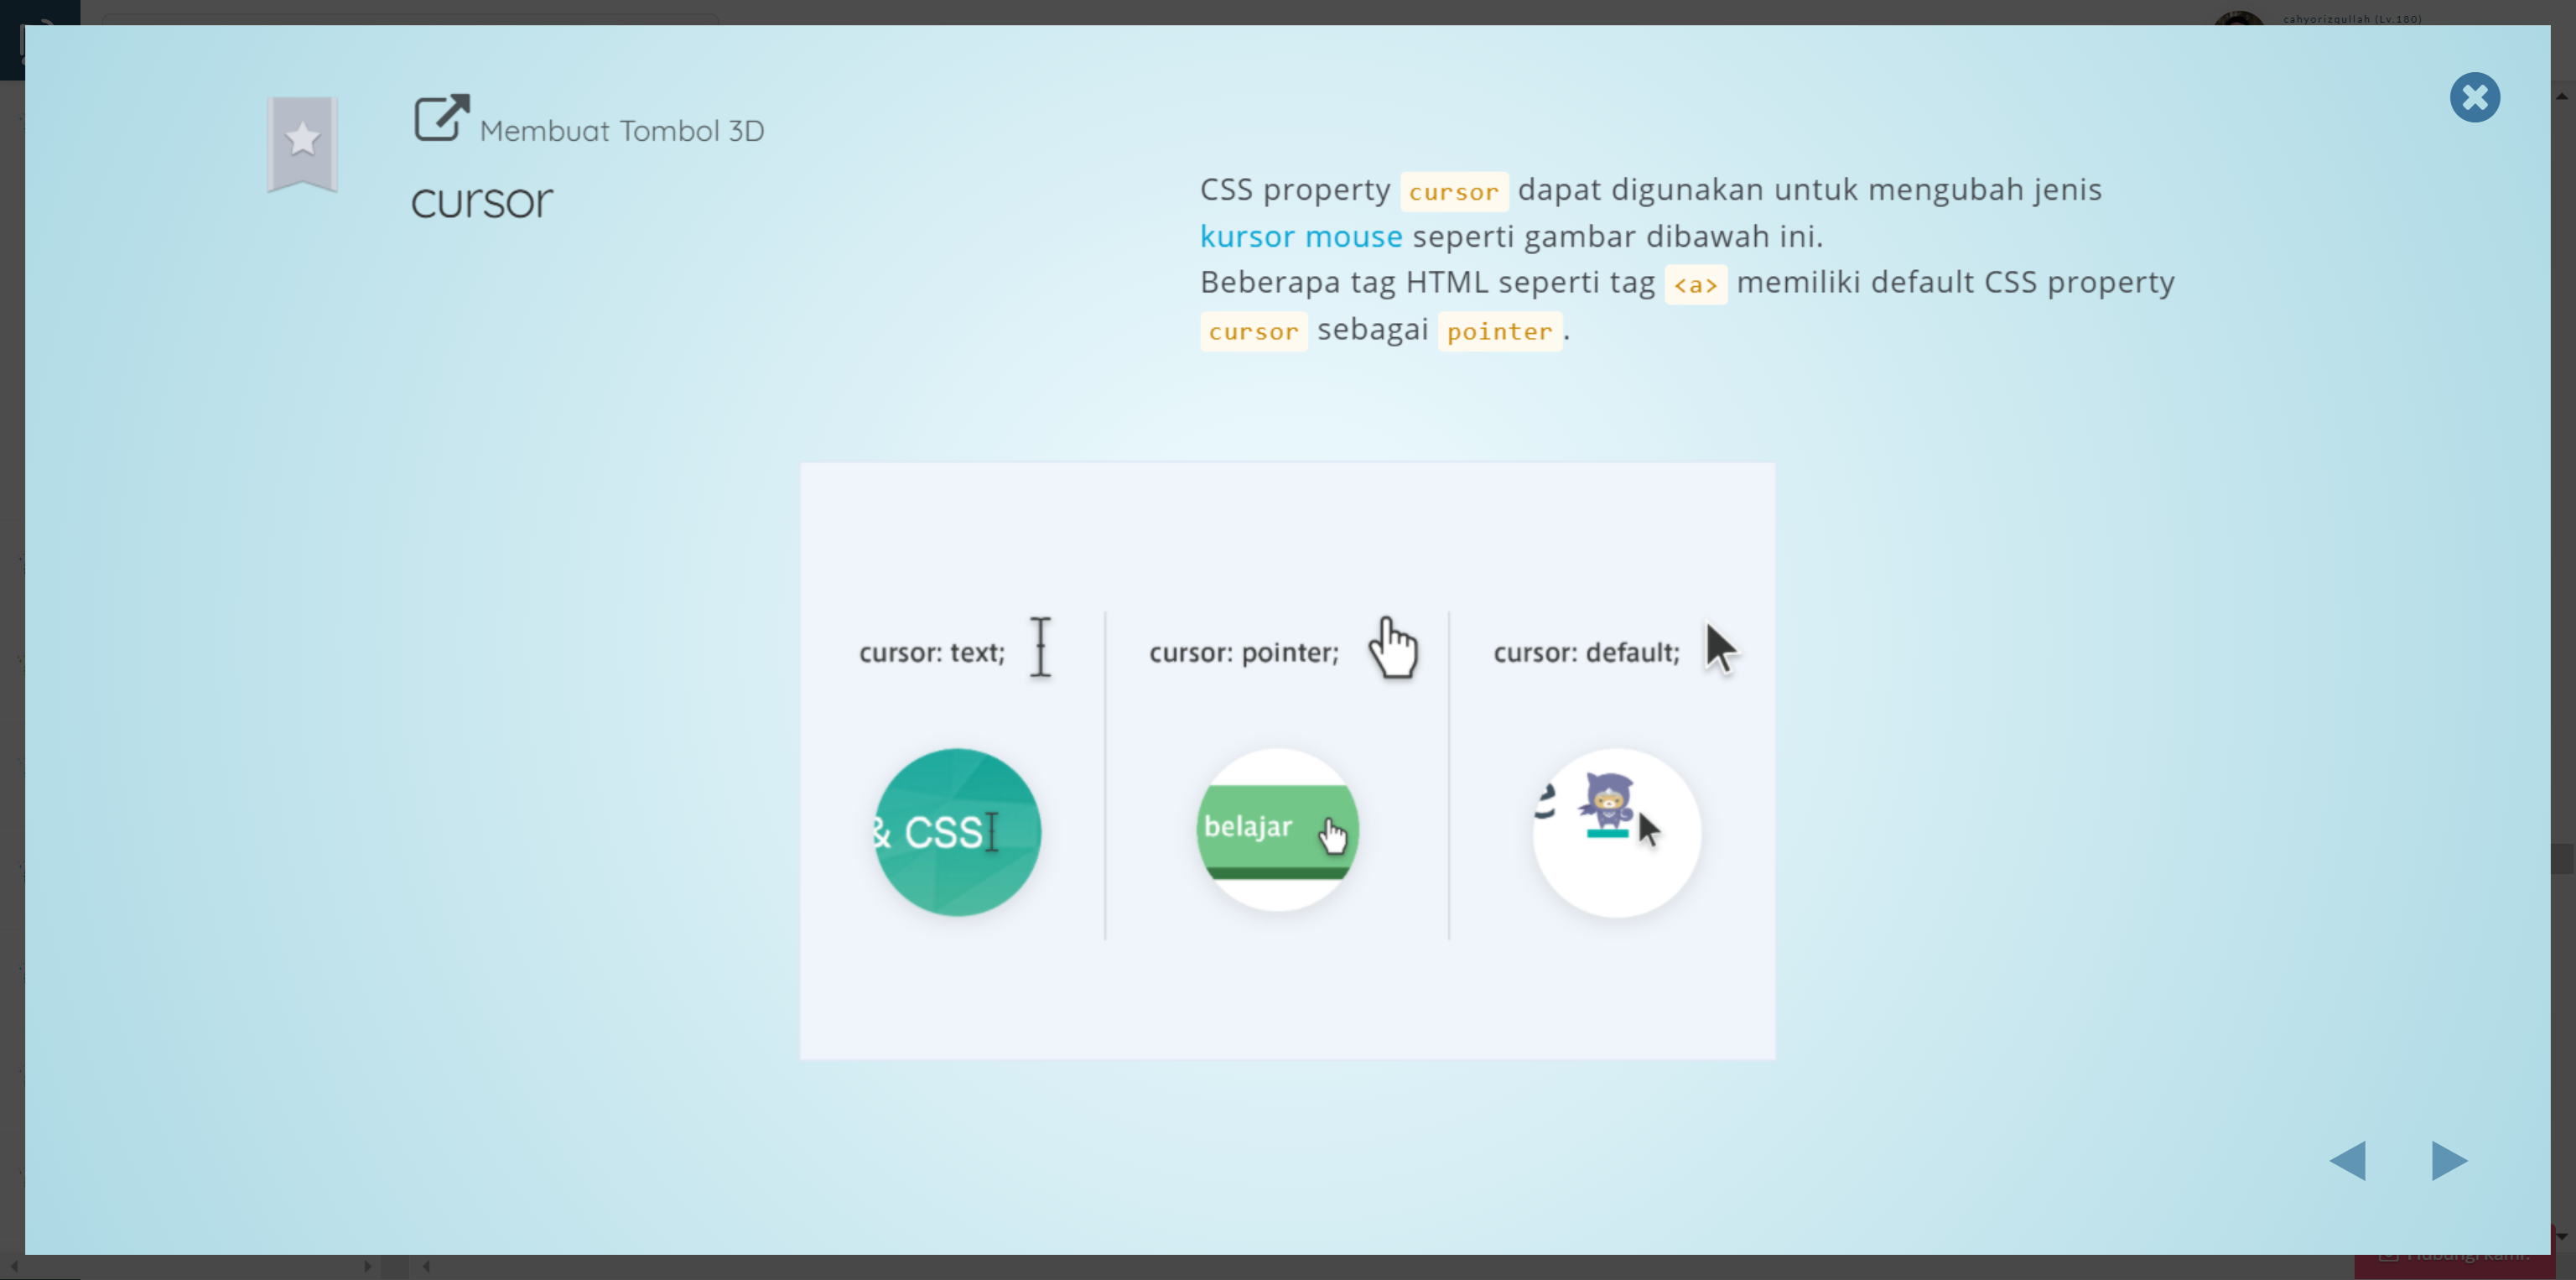 cahyorizqullah (Lv.180)
Membuat Tombol 3D
cursor
CSS property cursor dapat digunakan untuk mengubah jenis
kursor mouse seperti gambar dibawah ini.
Beberapa tag HTML seperti tag <a> memiliki default CSS property
cursor sebagai pointer.
cursor: text;
cursor: pointer;
cursor: default;
& CSS
belajar
e
Hubungi kami!